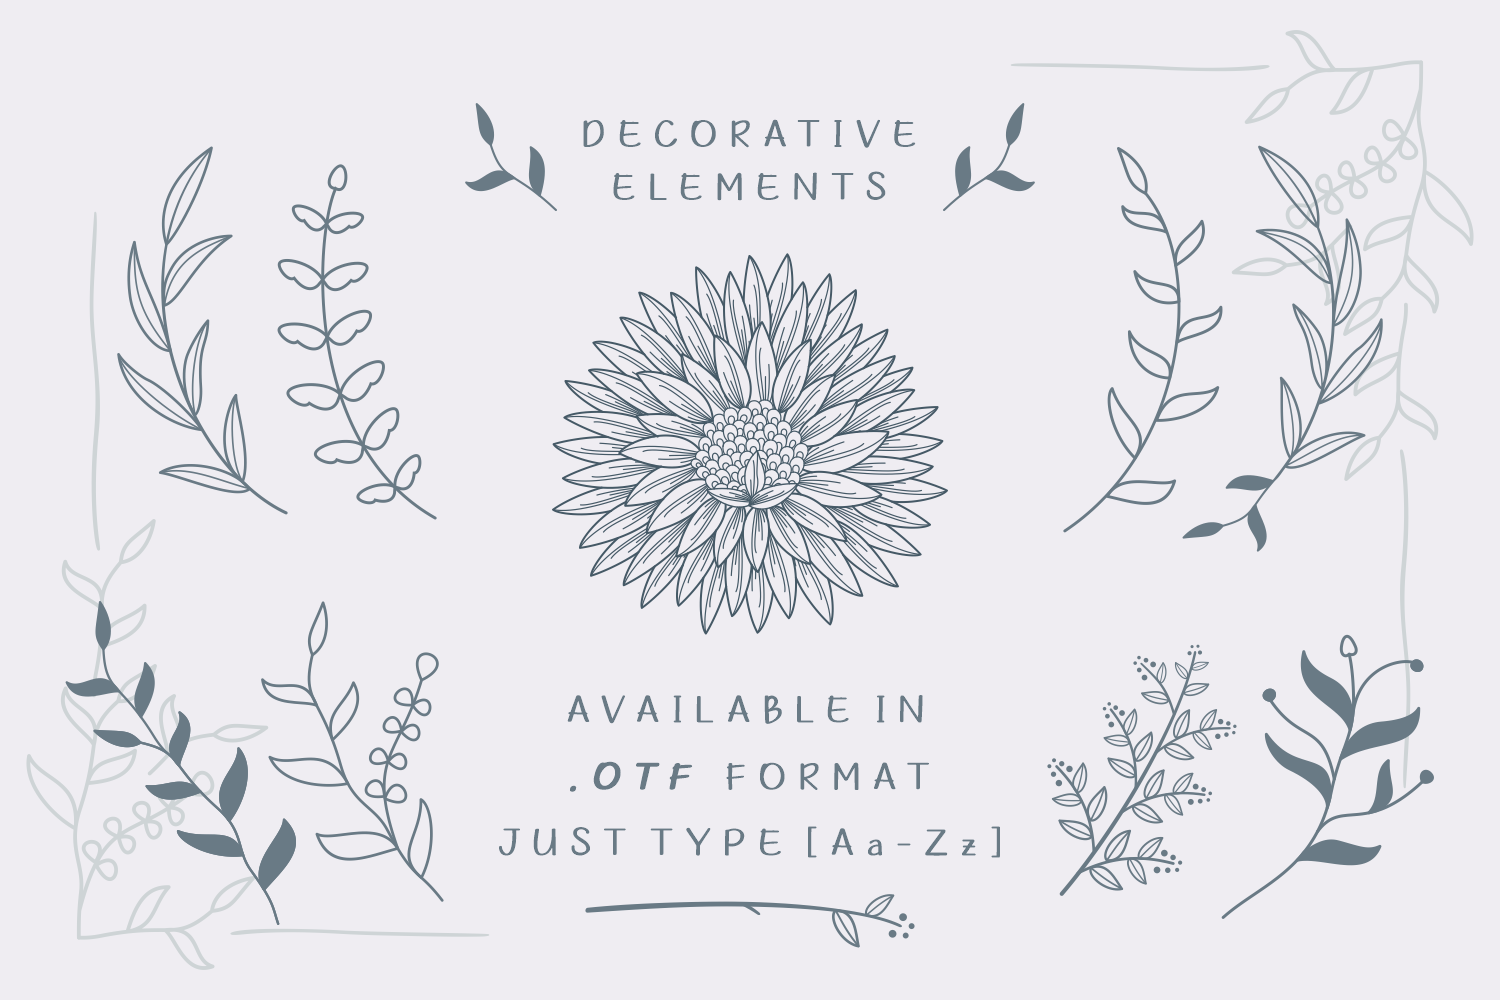 DECORATIVE
ELEMENTS
AVAILABLE IN
.OTF FORMAT
JUST TYPE [Aa-Zz]